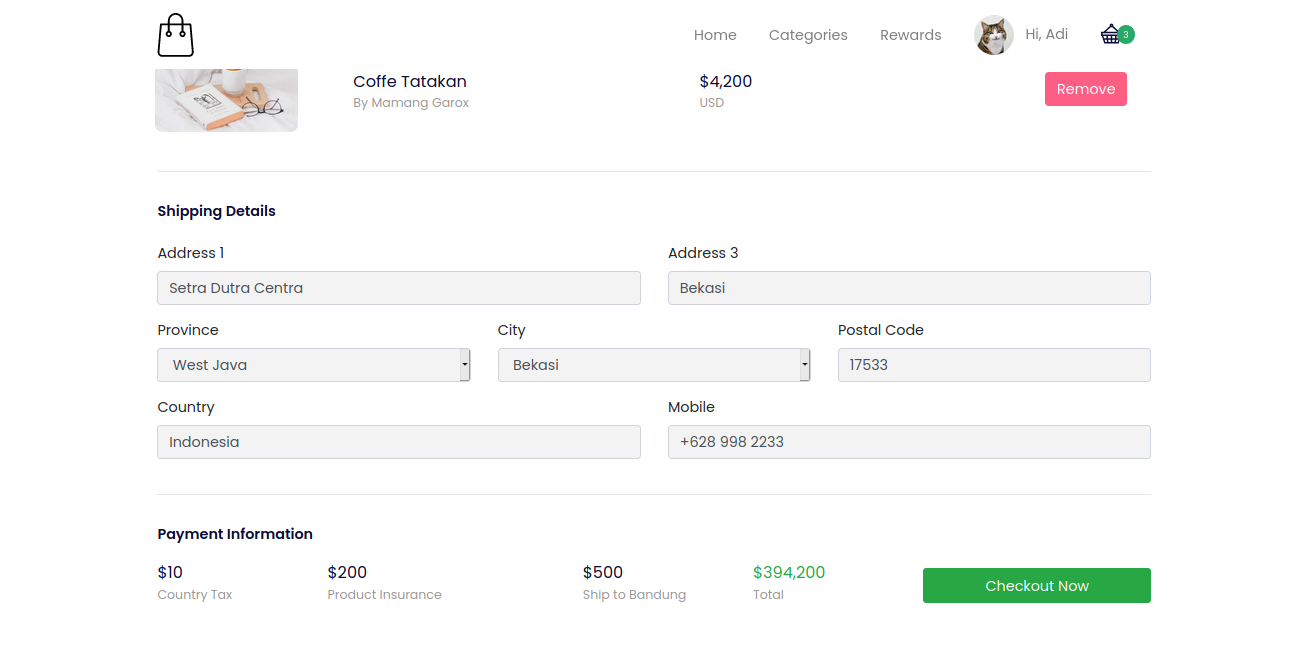 Home Categories Rewards Hi, Adi 3
Coffe Tatakan $4,200 Remove
By Mamang Garox USD
Shipping Details
Address 1 Address 3
Setra Dutra Centra Bekasi
Province City Postal Code
West Java Bekasi 17533
Country Mobile
Indonesia +628 998 2233
Payment Information
$10 $200 $500 $394,200 Checkout Now
Country Tax Product Insurance Ship to Bandung Total